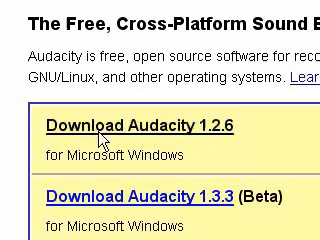 The Free, Cross-Platform Sound
Audacity is free, open source software for
GNU/Linux, and other operating systems.
Download Audacity 1.2.6
for Microsoft Windows
Download Audacity 1.3.3 (Beta)
for Microsoft Windows